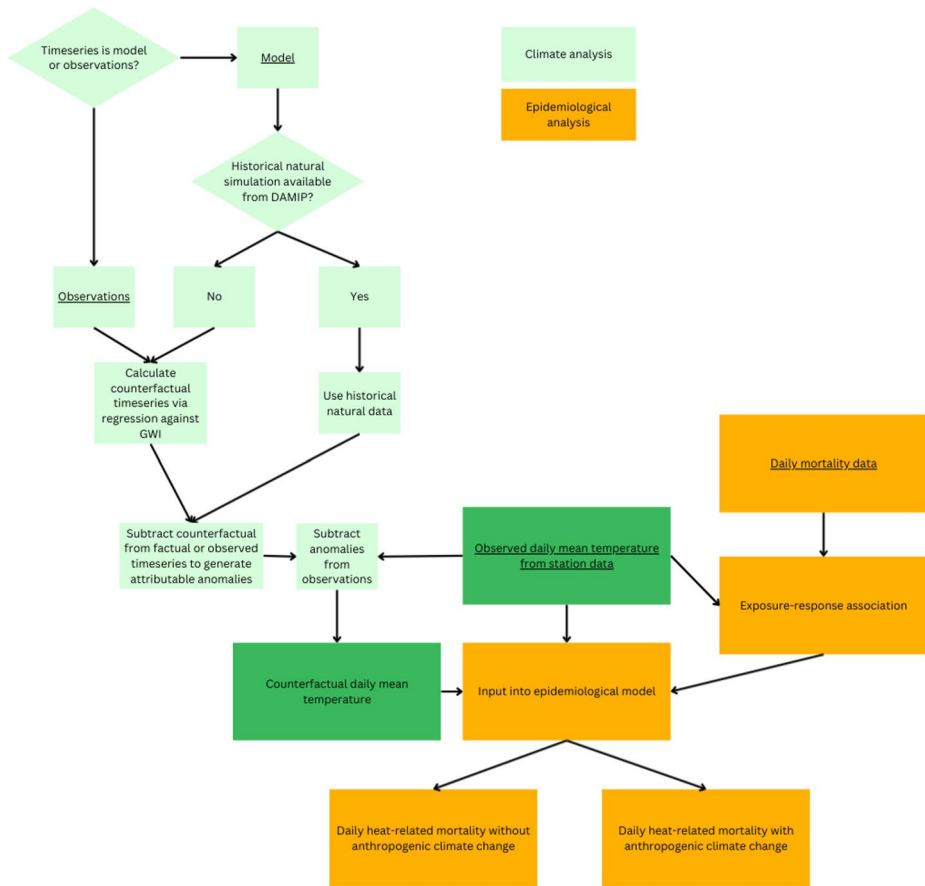 Timeseries is model
or observations?
Model
Climate analysis
Epidemiological
analysis
Historical natural
simulation available
from DAMIP?
Observations
No
Yes
Calculate
counterfactual
timeseries via
regression against
GWI
Use historical
natural data
Daily mortality data
Subtract counterfactual
from factual or observed
timeseries to generate
attributable anomalies
Subtract
anomalies
from
observations
Observed daily mean temperature
from station data
Exposure-response association
Counterfactual daily mean
temperature
Input into epidemiological model
Daily heat-related mortality without
anthropogenic climate change
Daily heat-related mortality with
anthropogenic climate change